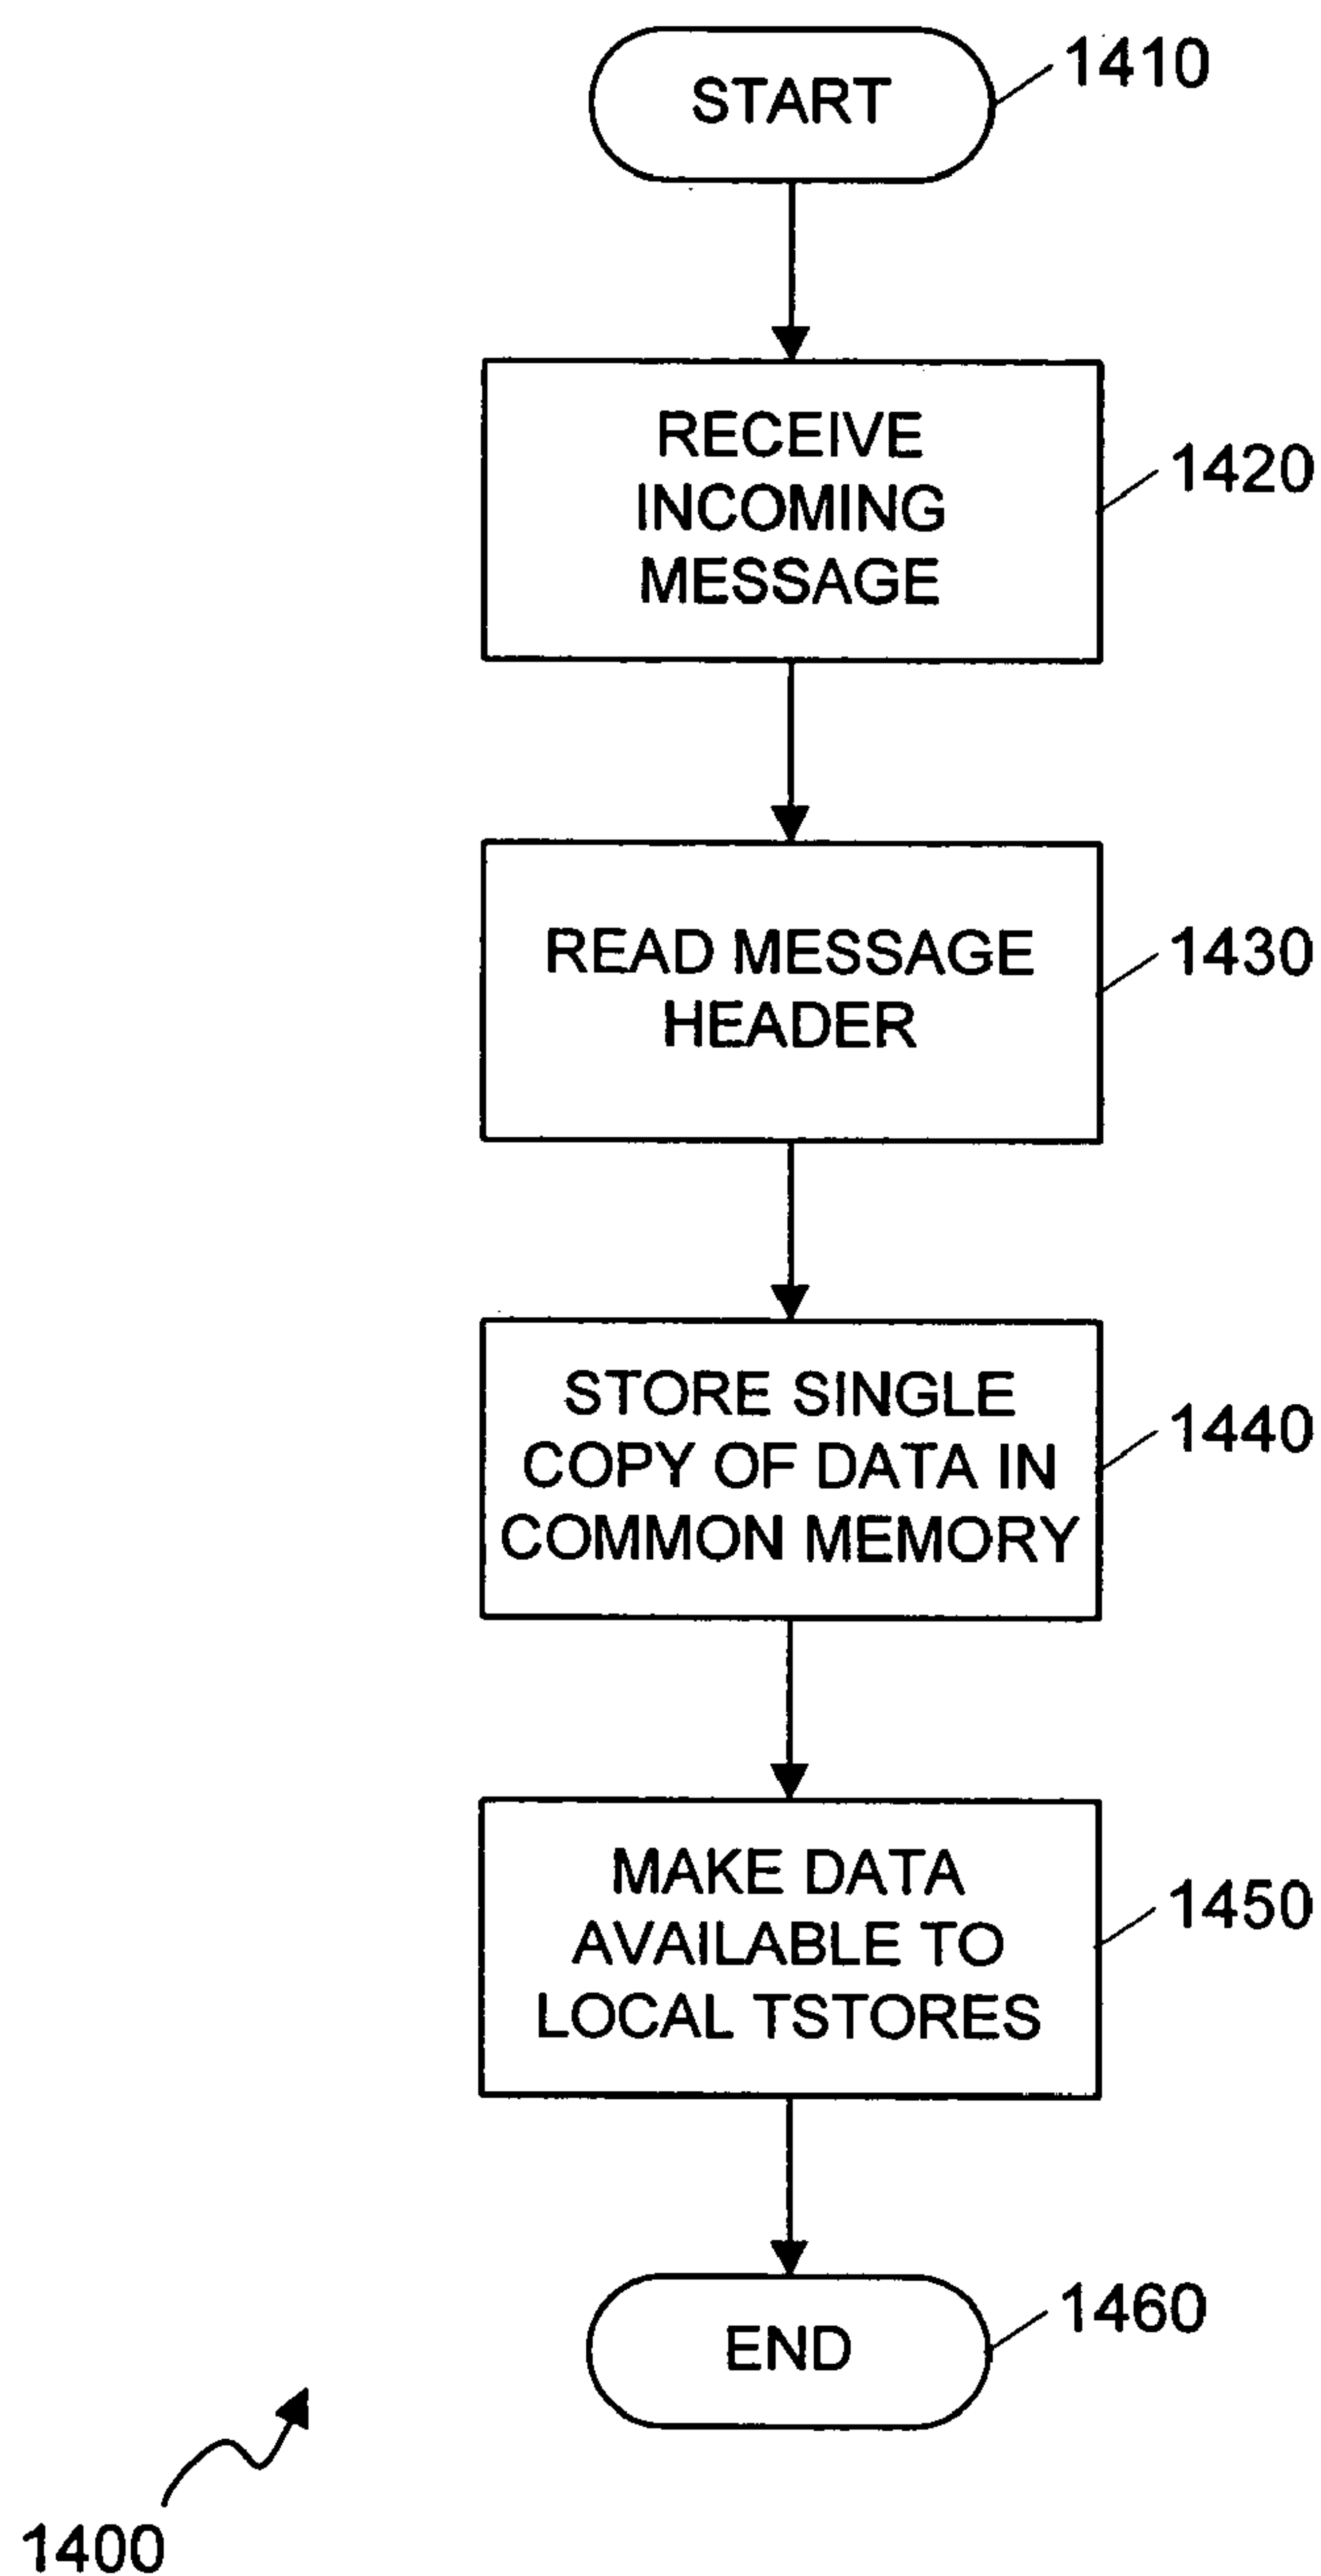 START
1410
RECEIVE
INCOMING
MESSAGE
1420
READ MESSAGE
HEADER
1430
STORE SINGLE
COPY OF DATA IN
COMMON MEMORY
1440
MAKE DATA
AVAILABLE TO
LOCAL TSTORES
1450
END
1460
1400